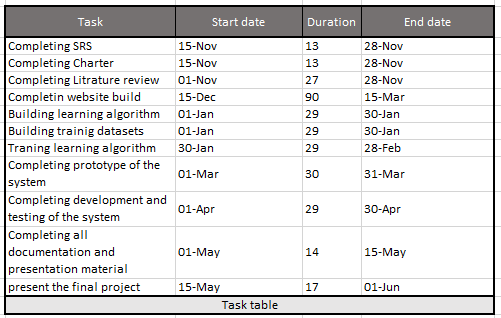 Task Start date Duration End date
Completing SRS 15-Nov 13 28-Nov
Completing Charter 15-Nov 13 28-Nov
Completing Litrature review 01-Nov 27 28-Nov
Completin website build 15-Dec 90 15-Mar
Building learning algorithm 01-Jan 29 30-Jan
Building trainig datasets 01-Jan 29 30-Jan
Traning learning algorithm 30-Jan 29 28-Feb
Completing prototype of the
system 01-Mar 30 31-Mar
Completing development and
testing of the system 01-Apr 29 30-Apr
Completing all
documentation and 01-May 14 15-May
presentation material
present the final project 15-May 17 01-Jun
Task table